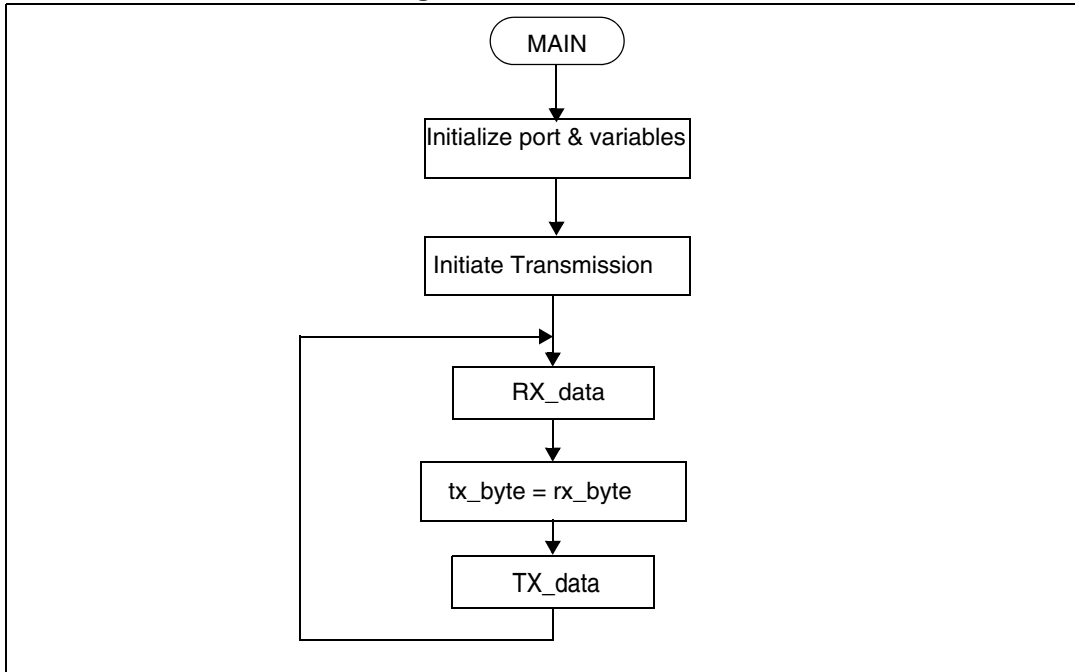 MAIN
Initialize port & variables
Initiate Transmission
RX_data
tx_byte = rx_byte
TX_data